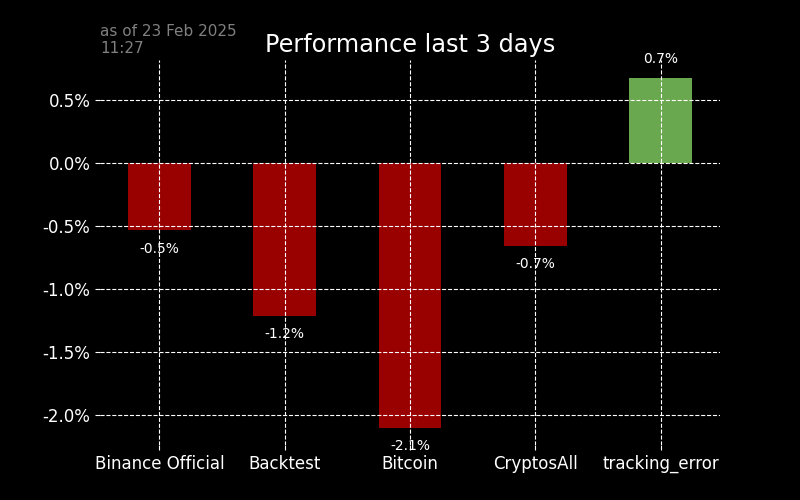 as of 23 Feb 2025
11:27
Performance last 3 days
0.7%
0.5%
0.0%
-0.5%
-1.0%
-1.5%
-2.0%
-0.5%
-1.2%
-2.1%
-0.7%
Binance Official
Backtest
Bitcoin
CryptosAll
tracking_error